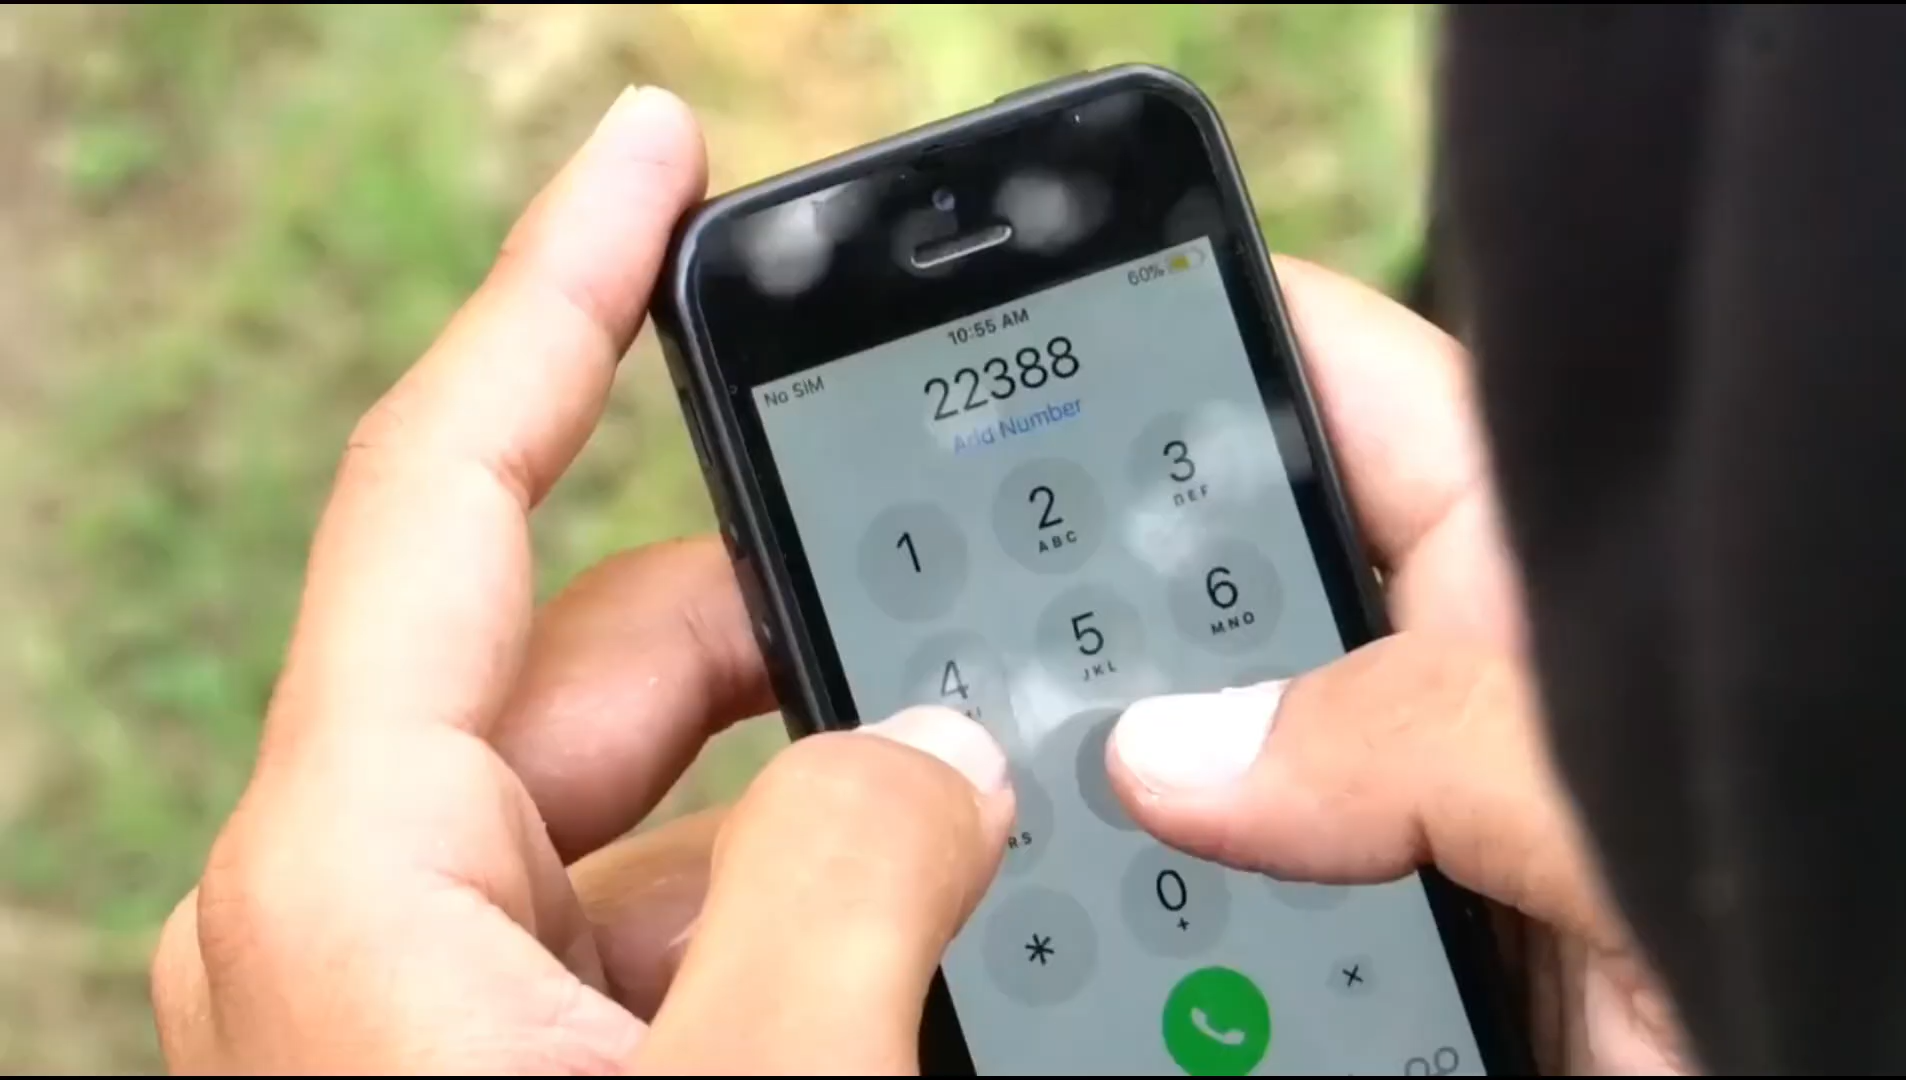 60%
10:55 AM
No SIM
22388
Add Number
1
2
ABC
3
DEF
4
5
JKL
6
MNO
RS
0
+
*
×